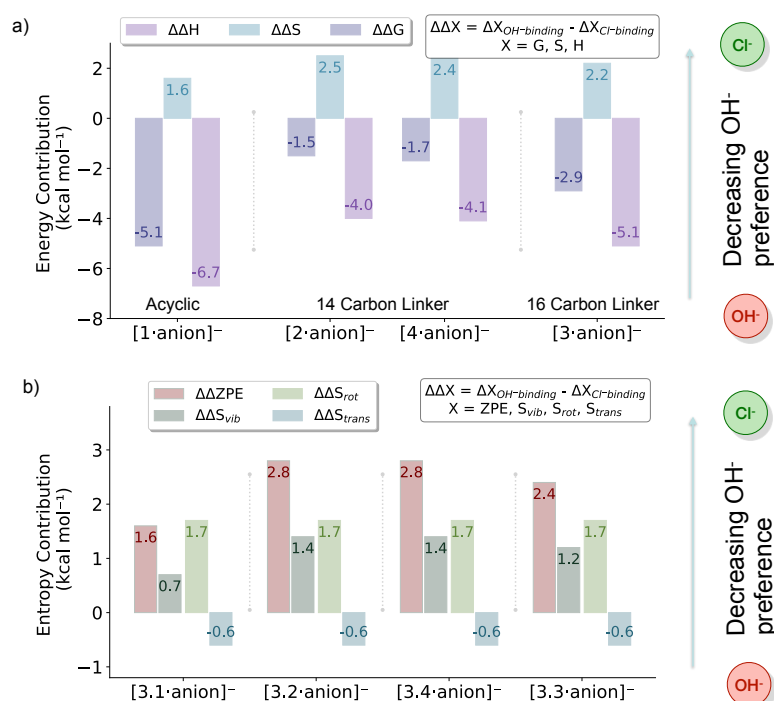 a)
ΔΔH ΔΔS ΔΔG
ΔΔX = ΔX_OH-binding - ΔX_Cl-binding
X = G, S, H
Cl-
2
0
−2
−4
−6
−8
Energy Contribution
(kcal mol⁻¹)
1.6
2.5
2.4
2.2
-5.1
-6.7
-1.5
-4.0
-1.7
-4.1
-2.9
-5.1
Acyclic
14 Carbon Linker
16 Carbon Linker
[1·anion]⁻
[2·anion]⁻
[4·anion]⁻
[3·anion]⁻
Decreasing OH-
preference
OH-
b)
ΔΔZPE ΔΔS_rot
ΔΔS_vib ΔΔS_trans
ΔΔX = ΔX_OH-binding - ΔX_Cl-binding
X = ZPE, S_vib, S_rot, S_trans
Cl-
3
2
1
0
−1
Entropy Contribution
(kcal mol⁻¹)
1.6
0.7
1.7
-0.6
2.8
1.4
1.7
-0.6
2.8
1.4
1.7
-0.6
2.4
1.2
1.7
-0.6
[3.1·anion]⁻
[3.2·anion]⁻
[3.4·anion]⁻
[3.3·anion]⁻
Decreasing OH-
preference
OH-